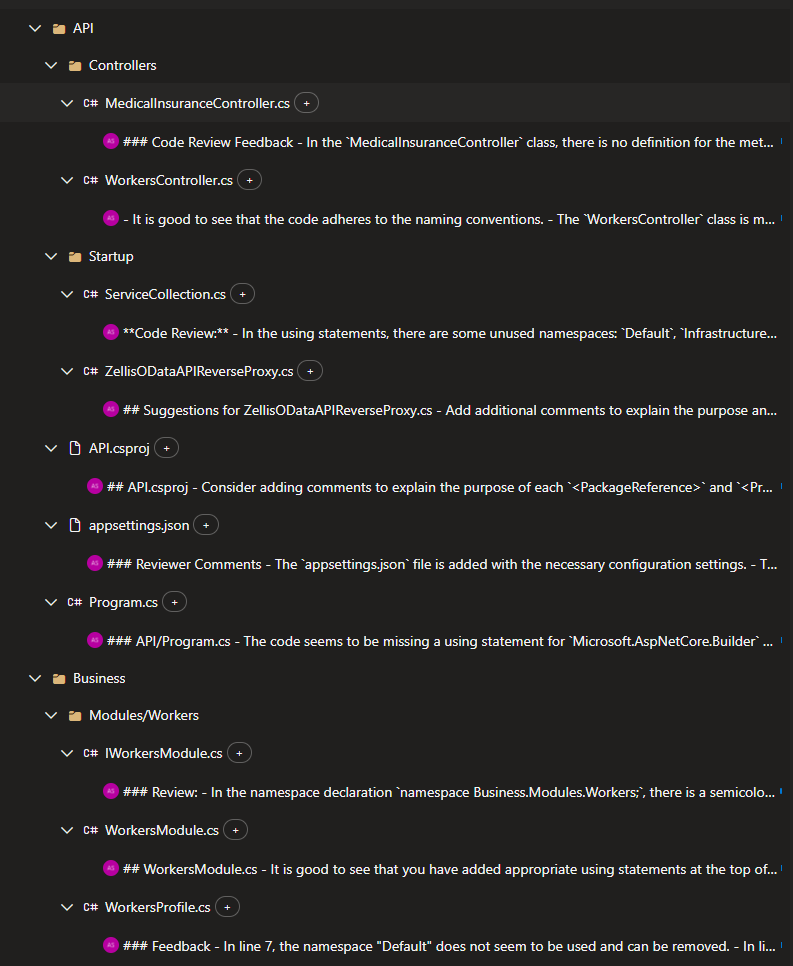 API
Controllers
C# MedicalInsuranceController.cs +
AS ### Code Review Feedback - In the `MedicalInsuranceController` class, there is no definition for the met...
C# WorkersController.cs +
AS - It is good to see that the code adheres to the naming conventions. - The `WorkersController` class is m...
Startup
C# ServiceCollection.cs +
AS **Code Review:** - In the using statements, there are some unused namespaces: `Default`, `Infrastructure...
C# ZellisODataAPIReverseProxy.cs +
AS ## Suggestions for ZellisODataAPIReverseProxy.cs - Add additional comments to explain the purpose an...
API.csproj +
AS ## API.csproj - Consider adding comments to explain the purpose of each `<PackageReference>` and `<Pr...
appsettings.json +
AS ### Reviewer Comments - The `appsettings.json` file is added with the necessary configuration settings. - T...
C# Program.cs +
AS ### API/Program.cs - The code seems to be missing a using statement for `Microsoft.AspNetCore.Builder` ...
Business
Modules/Workers
C# IWorkersModule.cs +
AS ### Review: - In the namespace declaration `namespace Business.Modules.Workers;`, there is a semicolo...
C# WorkersModule.cs +
AS ## WorkersModule.cs - It is good to see that you have added appropriate using statements at the top of...
C# WorkersProfile.cs +
AS ### Feedback - In line 7, the namespace "Default" does not seem to be used and can be removed. - In li...